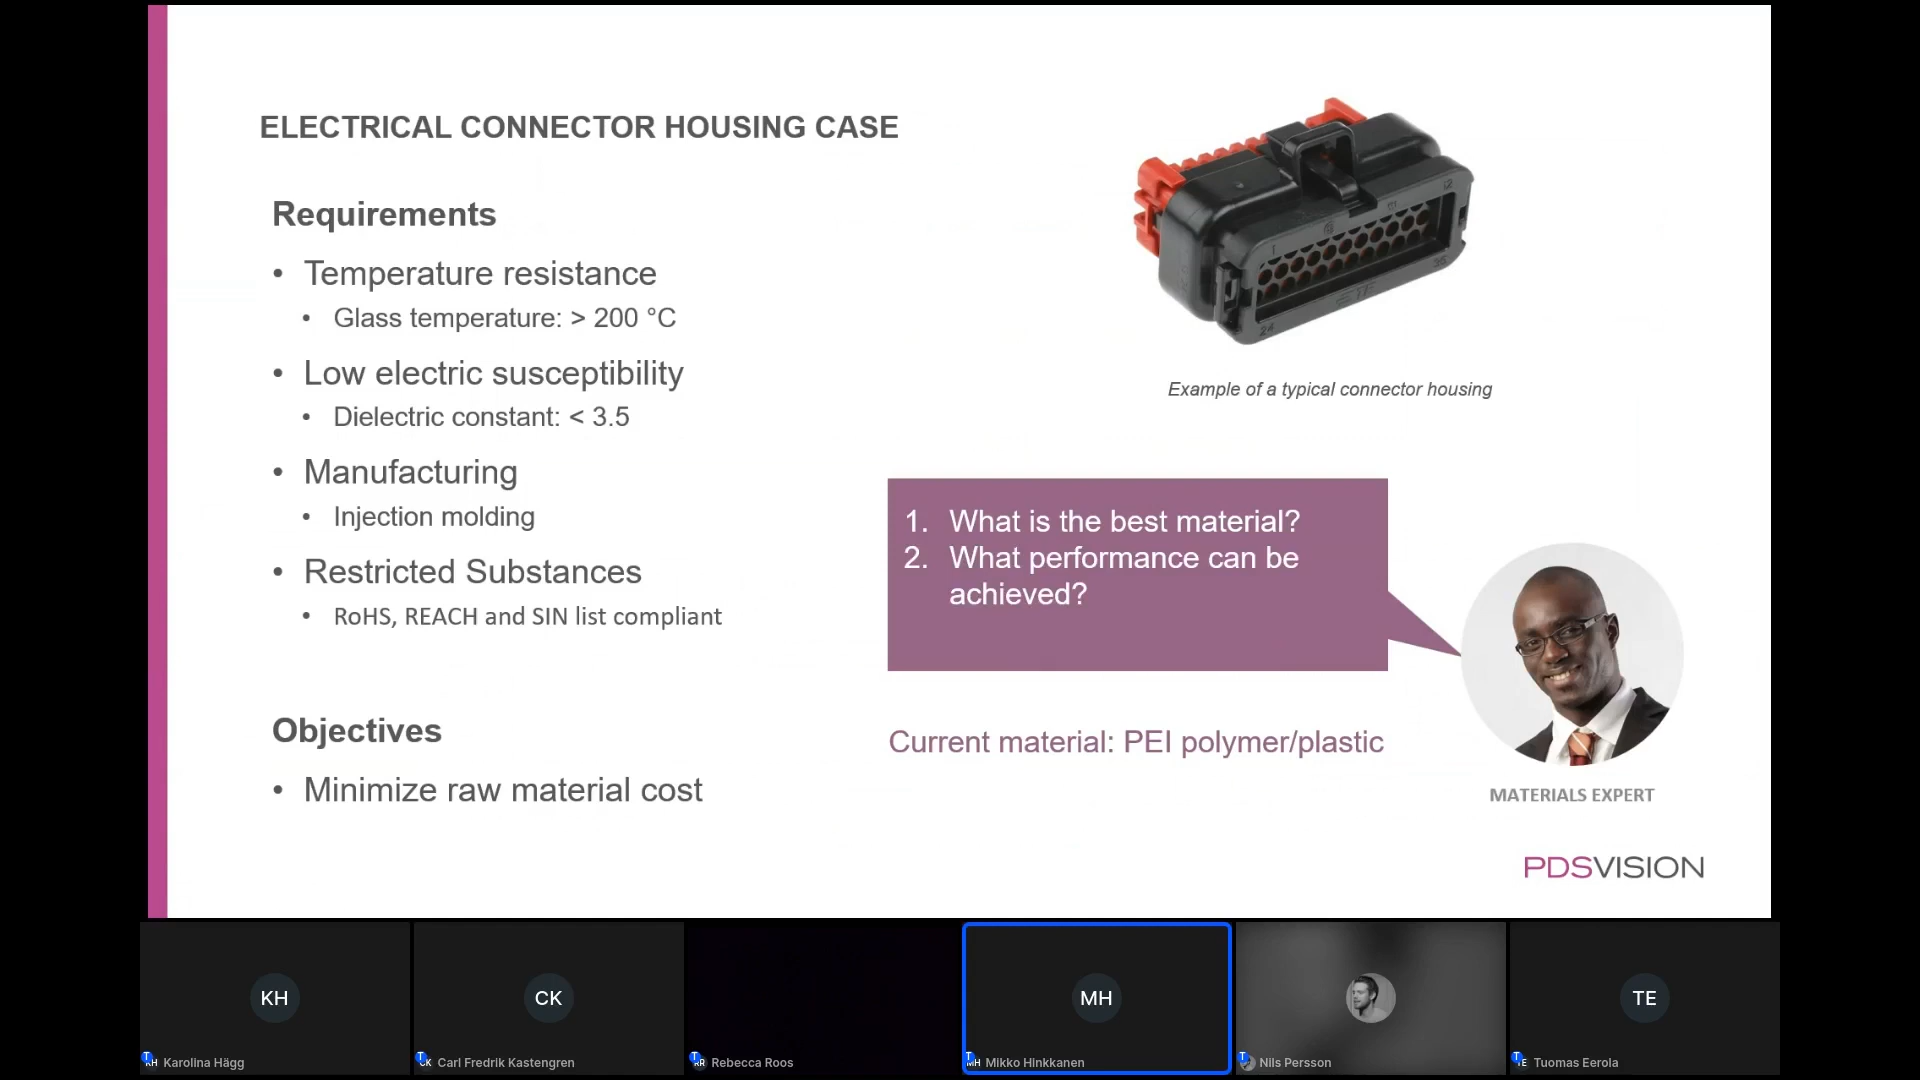 ELECTRICAL CONNECTOR HOUSING CASE
Requirements
• Temperature resistance
• Glass temperature: > 200 °C
• Low electric susceptibility
• Dielectric constant: < 3.5
• Manufacturing
• Injection molding
• Restricted Substances
• RoHS, REACH and SIN list compliant
Objectives
• Minimize raw material cost
Example of a typical connector housing
1. What is the best material?
2. What performance can be
achieved?
Current material: PEI polymer/plastic
MATERIALS EXPERT
PDSVISION
KH
CK
MH
TE
Karolina Hägg
Carl Fredrik Kastengren
Rebecca Roos
Mikko Hinkkanen
Nils Persson
Tuomas Eerola